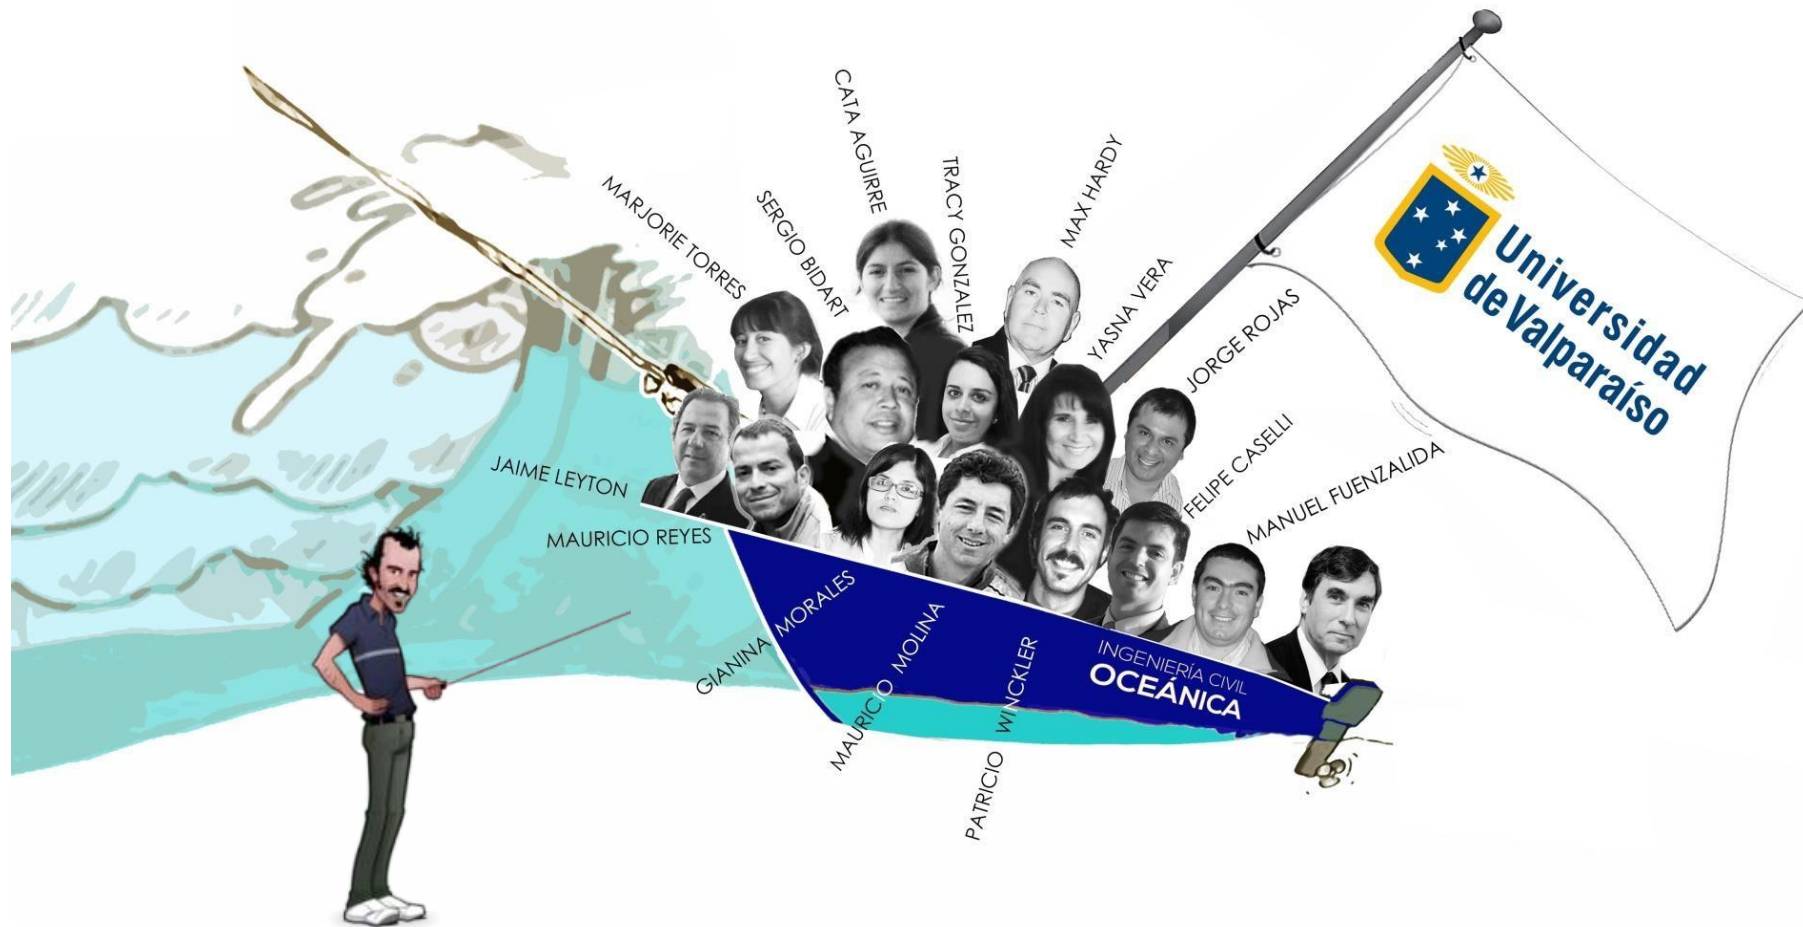 CATA AGUIRRE
TRACY GONZALEZ
MAX HARDY
MARJORIE TORRES
SERGIO BIDART
YASNA VERA
JORGE ROJAS
Universidad
de Valparaíso
JAIME LEYTON
FELIPE CASELLI
MANUEL FUENZALIDA
MAURICIO REYES
GIANINA MORALES
MAURICIO MOLINA
PATRICIO WINCKLER
INGENIERÍA CIVIL
OCEÁNICA